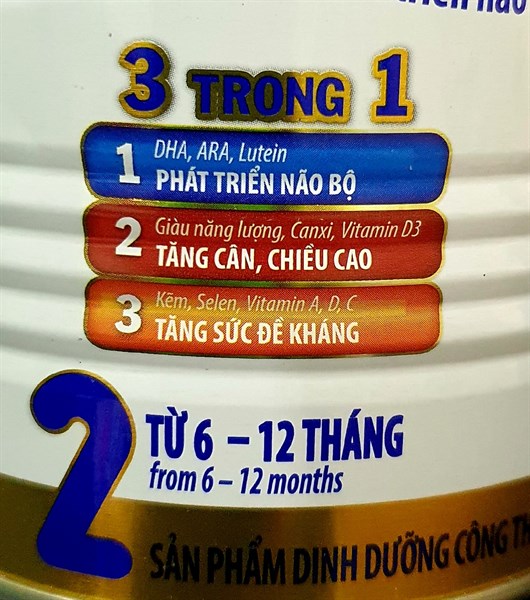 não
3 TRONG 1
1 DHA, ARA, Lutein
PHÁT TRIỂN NÃO BỘ
2 Giàu năng lượng, Canxi, Vitamin D3
TĂNG CÂN, CHIỀU CAO
3 Kẽm, Selen, Vitamin A, D, C
TĂNG SỨC ĐỀ KHÁNG
2 TỪ 6 – 12 THÁNG
from 6 – 12 months
SẢN PHẨM DINH DƯỠNG CÔNG TH